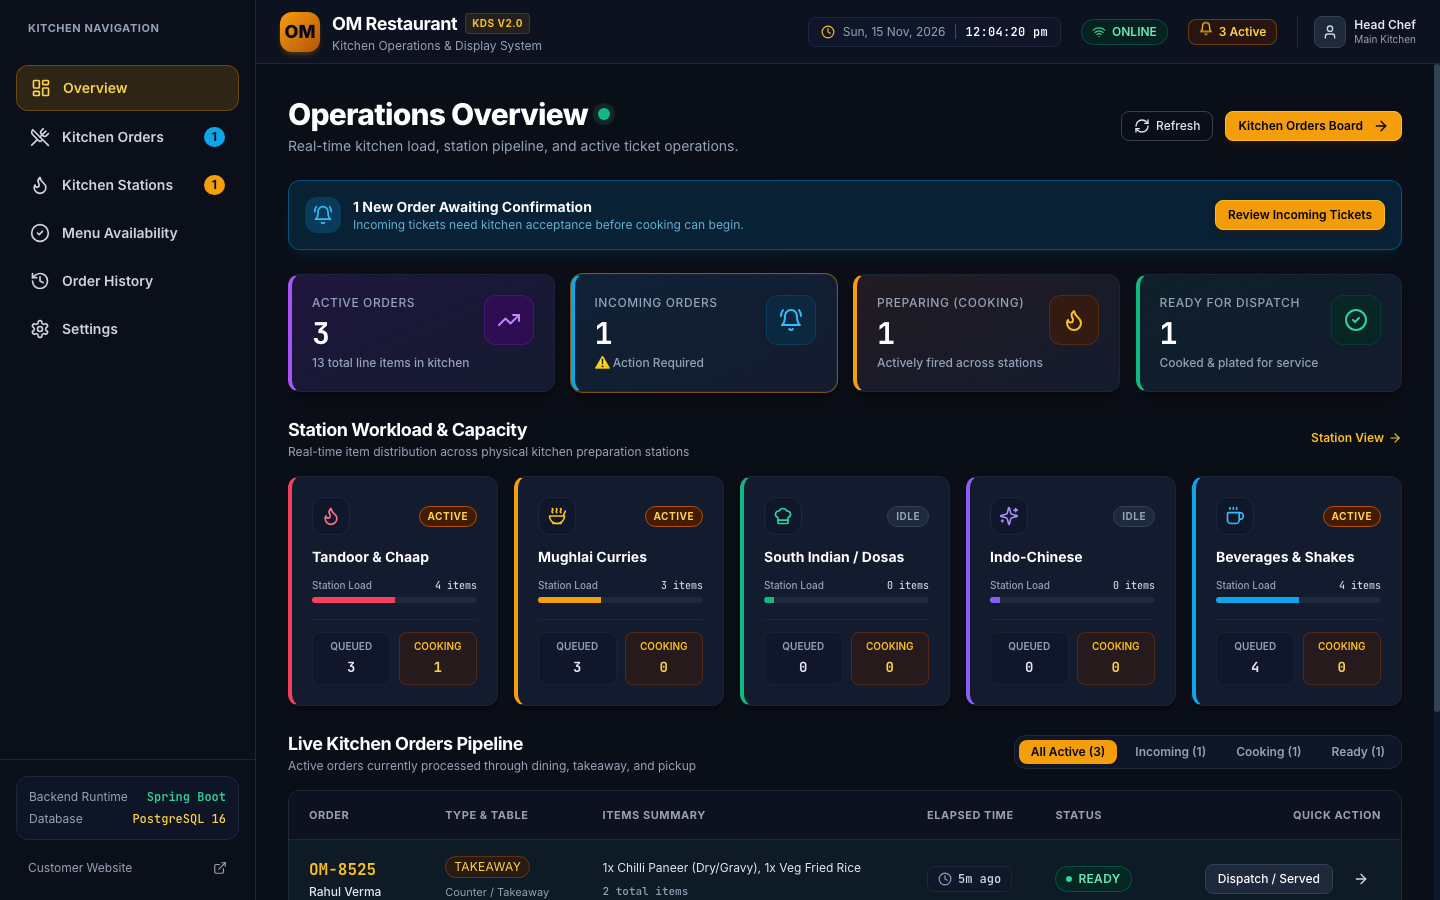 KITCHEN NAVIGATION
Overview
Kitchen Orders 1
Kitchen Stations 1
Menu Availability
Order History
Settings
Backend Runtime Spring Boot
Database PostgreSQL 16
Customer Website
OM
OM Restaurant KDS V2.0
Kitchen Operations & Display System
Sun, 15 Nov, 2026 12:04:20 pm
ONLINE
3 Active
Head Chef
Main Kitchen
Operations Overview
Real-time kitchen load, station pipeline, and active ticket operations.
Refresh
Kitchen Orders Board
1 New Order Awaiting Confirmation
Incoming tickets need kitchen acceptance before cooking can begin.
Review Incoming Tickets
ACTIVE ORDERS
3
13 total line items in kitchen
INCOMING ORDERS
1
⚠️ Action Required
PREPARING (COOKING)
1
Actively fired across stations
READY FOR DISPATCH
1
Cooked & plated for service
Station Workload & Capacity
Real-time item distribution across physical kitchen preparation stations
Station View
ACTIVE
Tandoor & Chaap
Station Load 4 items
QUEUED COOKING
3 1
ACTIVE
Mughlai Curries
Station Load 3 items
QUEUED COOKING
3 0
IDLE
South Indian / Dosas
Station Load 0 items
QUEUED COOKING
0 0
IDLE
Indo-Chinese
Station Load 0 items
QUEUED COOKING
0 0
ACTIVE
Beverages & Shakes
Station Load 4 items
QUEUED COOKING
4 0
Live Kitchen Orders Pipeline
Active orders currently processed through dining, takeaway, and pickup
All Active (3) Incoming (1) Cooking (1) Ready (1)
ORDER TYPE & TABLE ITEMS SUMMARY ELAPSED TIME STATUS QUICK ACTION
OM-8525 TAKEAWAY 1x Chilli Paneer (Dry/Gravy), 1x Veg Fried Rice 5m ago READY Dispatch / Served
Rahul Verma Counter / Takeaway 2 total items